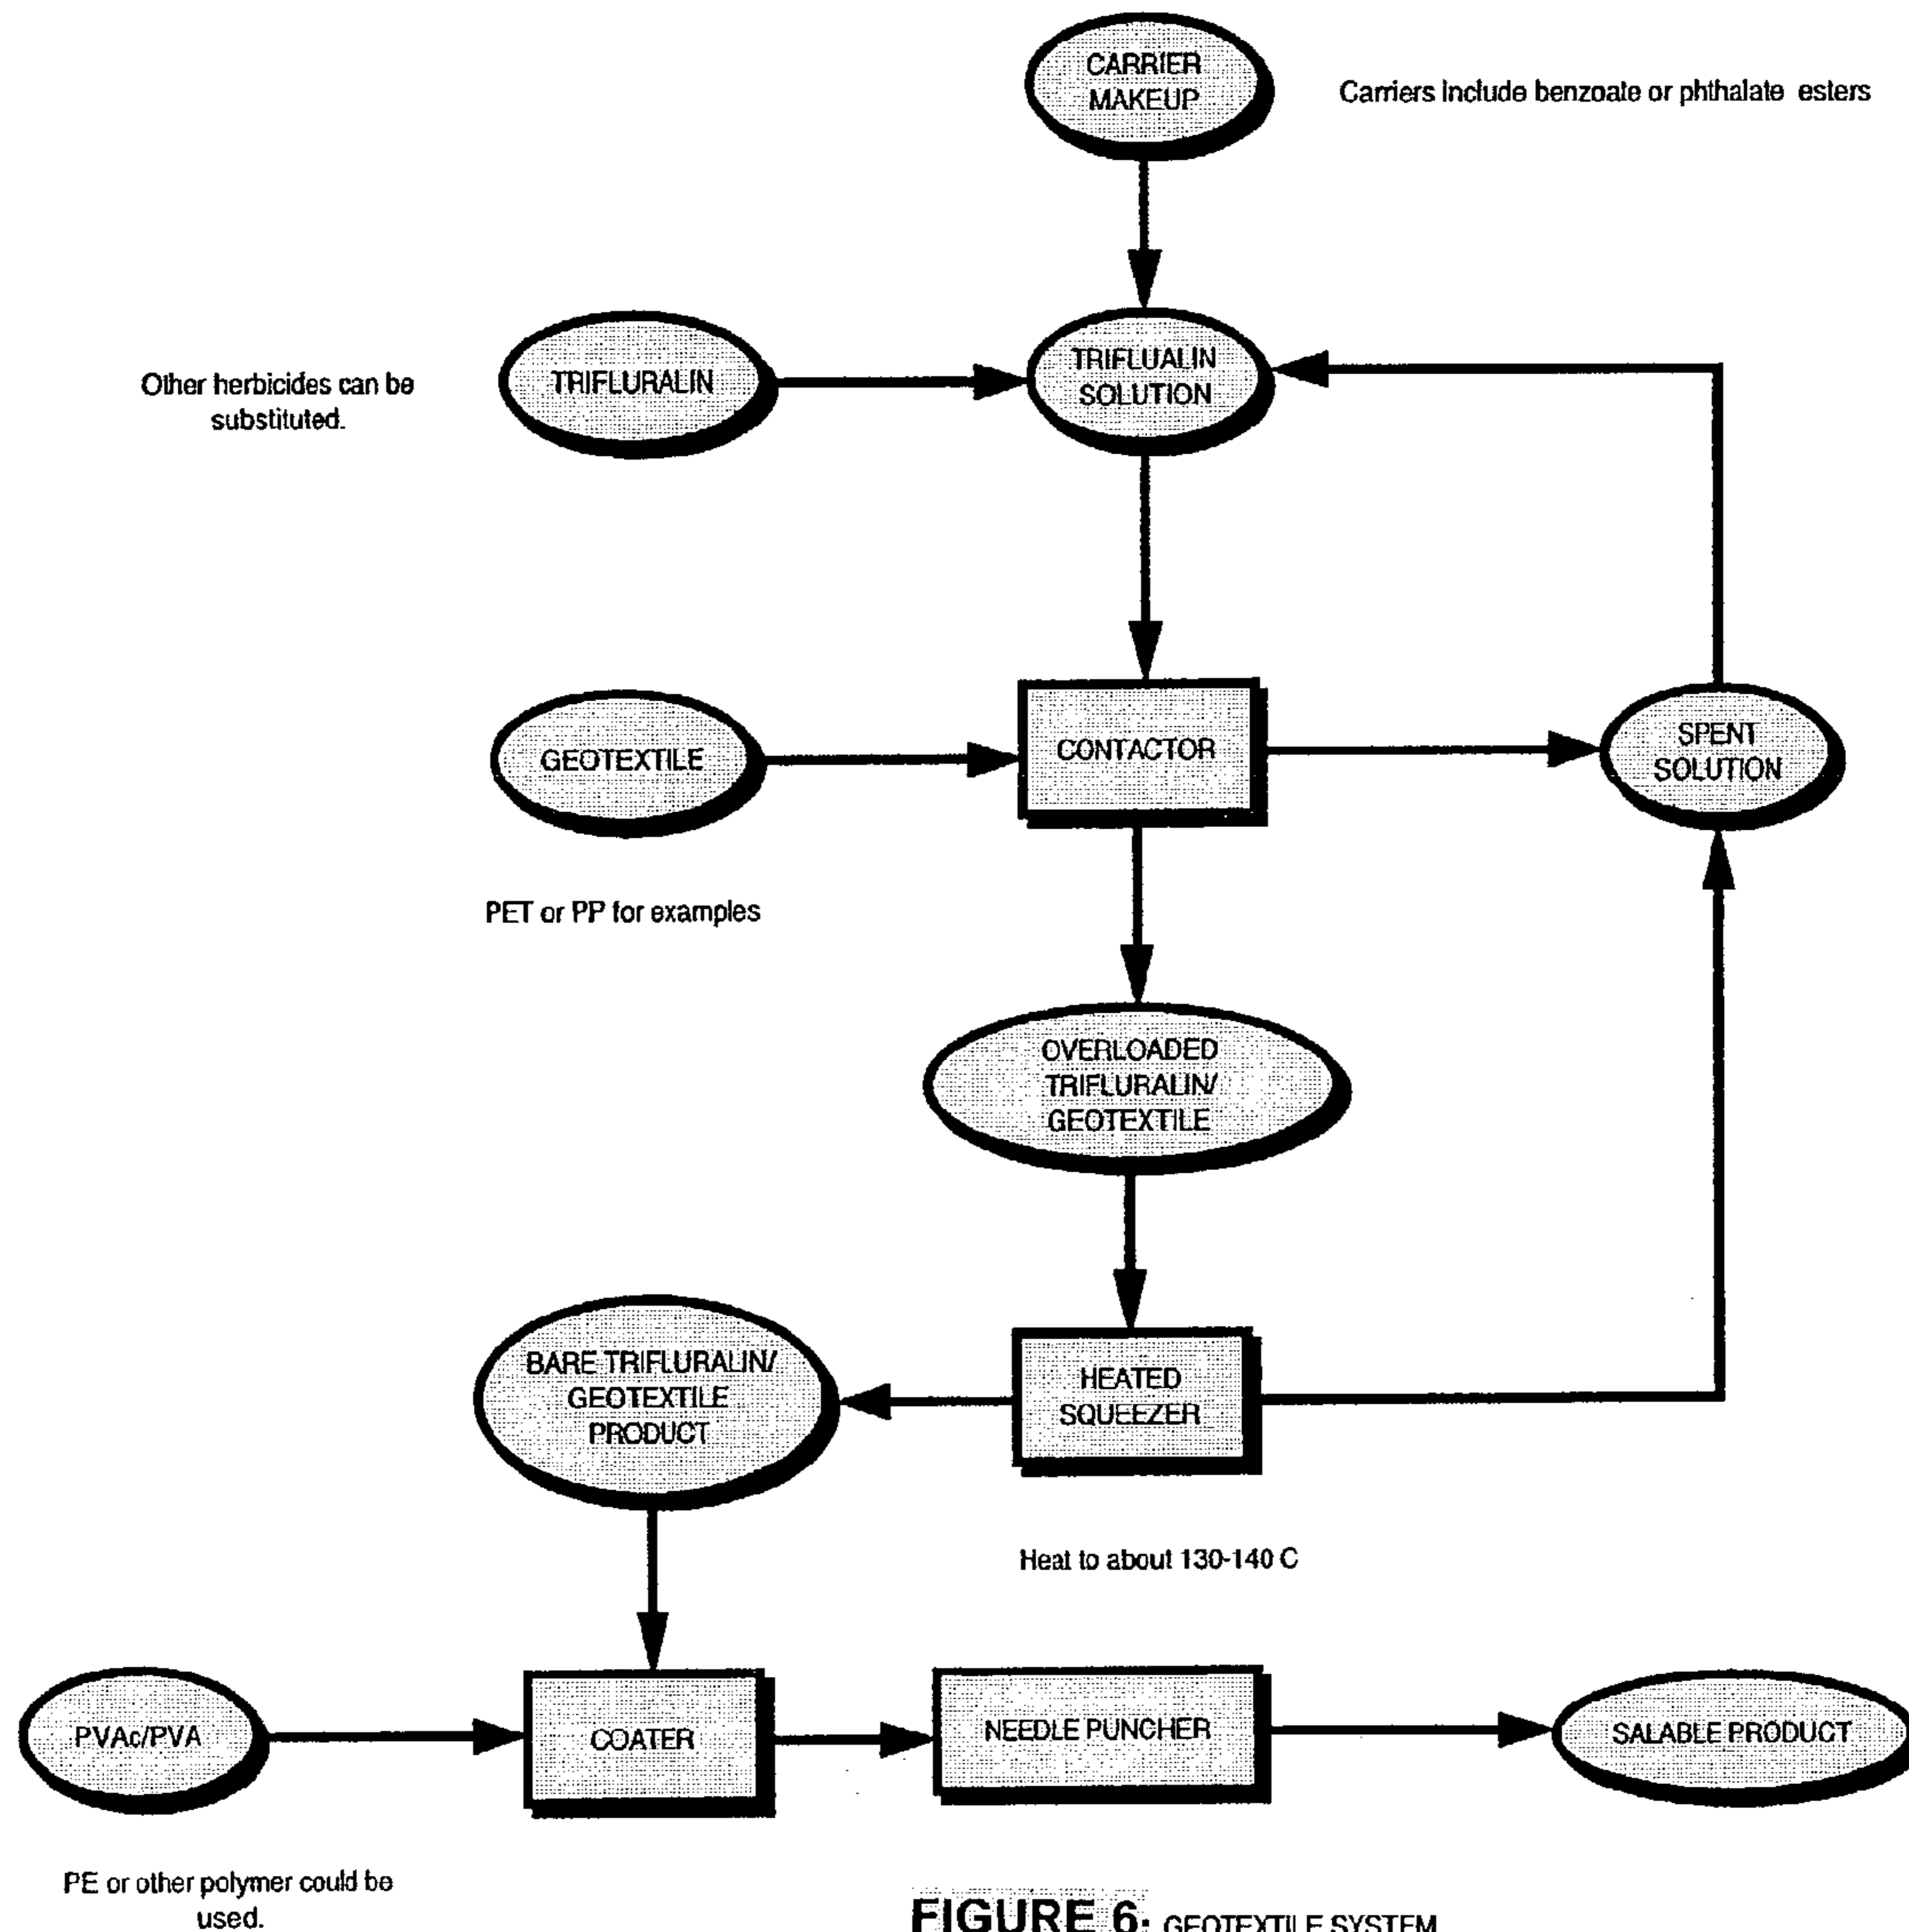 CARRIER
MAKEUP
Carriers include benzoate or phthalate esters
Other herbicides can be
substituted.
TRIFLURALIN
TRIFLUALIN
SOLUTION
GEOTEXTILE
CONTACTOR
SPENT
SOLUTION
PET or PP for examples
OVERLOADED
TRIFLURALIN/
GEOTEXTILE
BARE TRIFLURALIN/
GEOTEXTILE
PRODUCT
HEATED
SQUEEZER
Heat to about 130-140 C
PVAc/PVA
COATER
NEEDLE PUNCHER
SALABLE PRODUCT
PE or other polymer could be
used.
FIGURE 6: GEOTEXTILE SYSTEM